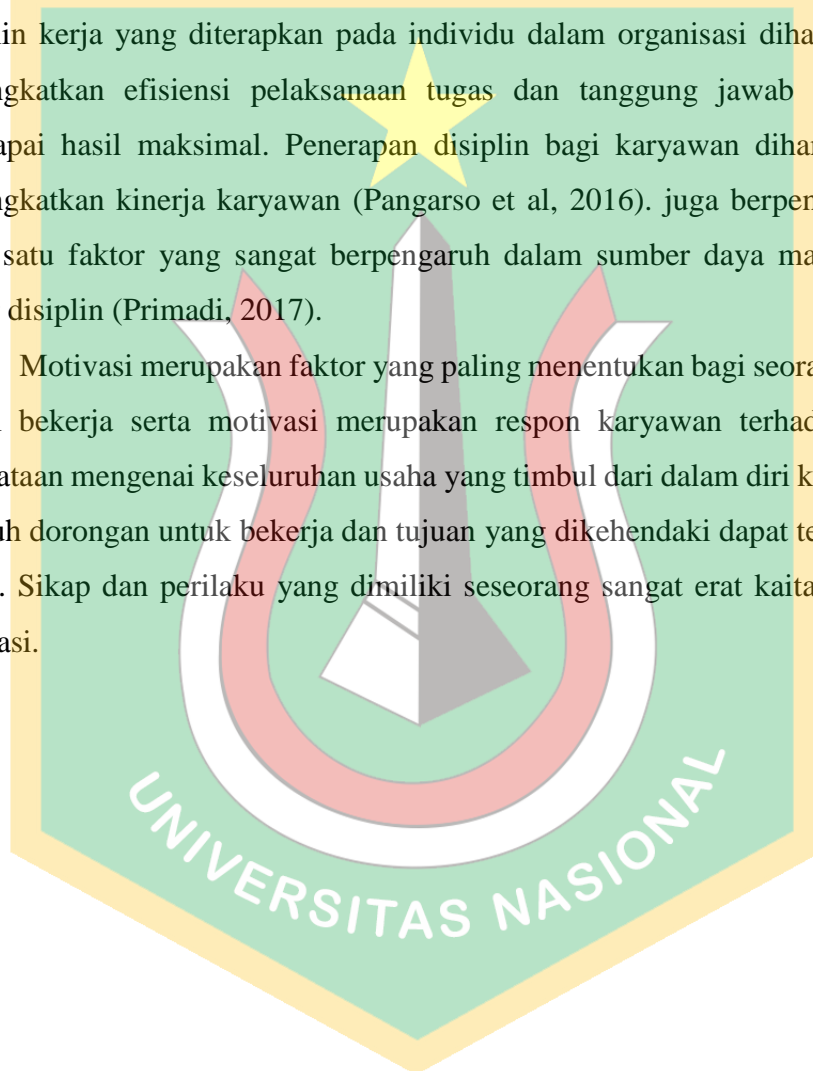 in kerja yang diterapkan pada individu dalam organisasi diha
ngkatkan efisiensi pelaksanaan tugas dan tanggung jawab
apai hasil maksimal. Penerapan disiplin bagi karyawan dihar
ngkatkan kinerja karyawan (Pangarso et al, 2016). juga berpen
satu faktor yang sangat berpengaruh dalam sumber daya ma
disiplin (Primadi, 2017).
Motivasi merupakan faktor yang paling menentukan bagi seora
bekerja serta motivasi merupakan respon karyawan terhad
ataan mengenai keseluruhan usaha yang timbul dari dalam diri k
uh dorongan untuk bekerja dan tujuan yang dikehendaki dapat te
. Sikap dan perilaku yang dimiliki seseorang sangat erat kaita
asi.
UNIVERSITAS NASIONAL